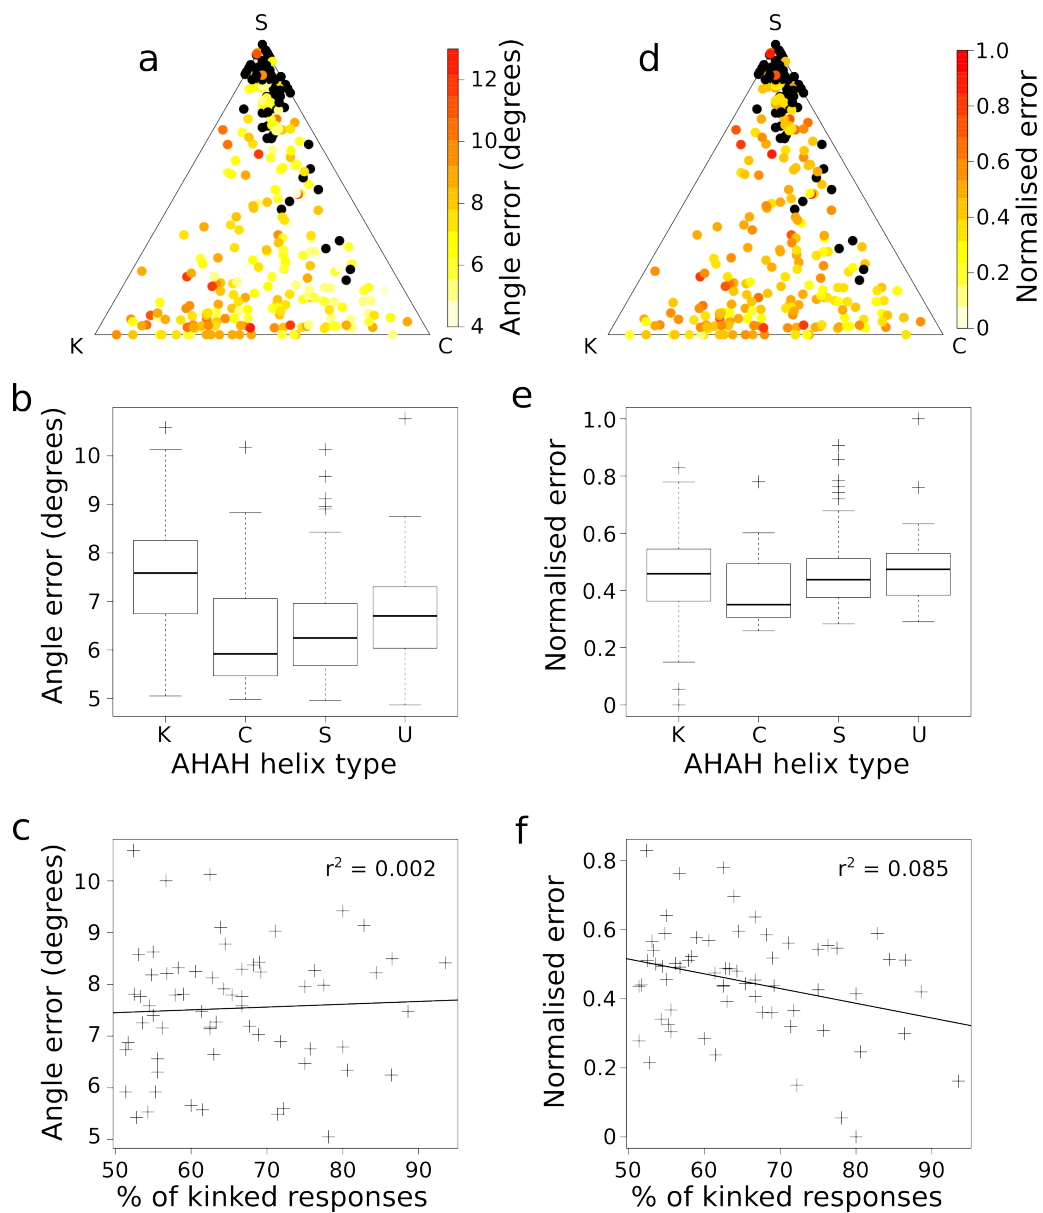 a
S
K
C
12
10
8
6
4
Angle error (degrees)
d
S
K
C
1.0
0.8
0.6
0.4
0.2
0
Normalised error
b
Angle error (degrees)
10
9
8
7
6
5
K C S U
AHAH helix type
e
Normalised error
1.0
0.8
0.6
0.4
0.2
0
K C S U
AHAH helix type
c
Angle error (degrees)
10
9
8
7
6
5
r² = 0.002
50 60 70 80 90
% of kinked responses
f
Normalised error
0.8
0.6
0.4
0.2
0
r² = 0.085
50 60 70 80 90
% of kinked responses